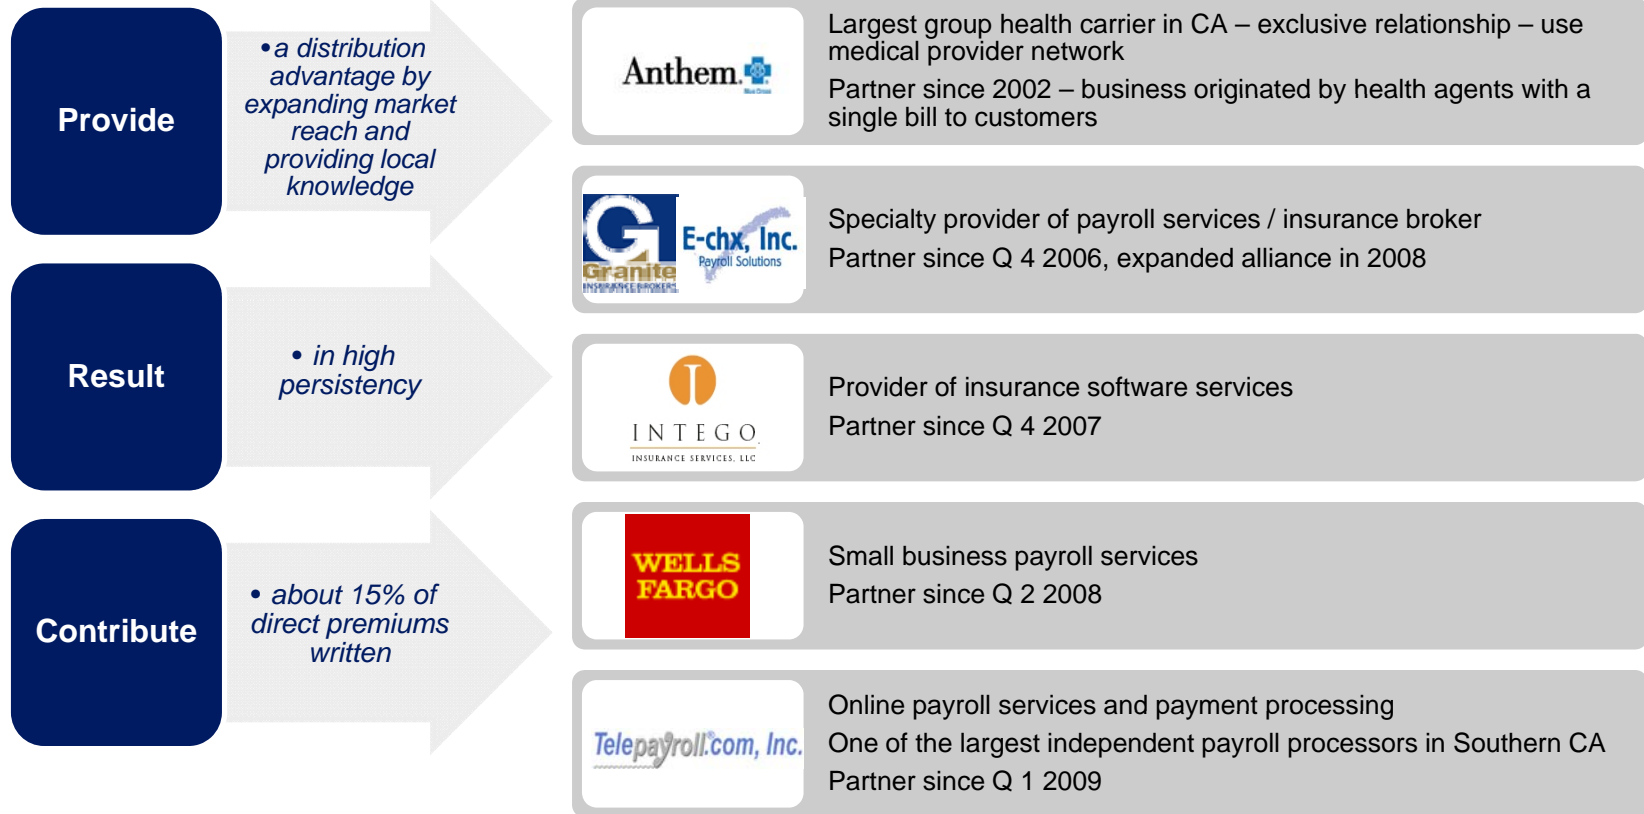 Provide
• a distribution
advantage by
expanding market
reach and
providing local
knowledge
Result
• in high
persistency
Contribute
• about 15% of
direct premiums
written
Anthem.
Blue Cross
Largest group health carrier in CA – exclusive relationship – use
medical provider network
Partner since 2002 – business originated by health agents with a
single bill to customers
G
Granite
INSURANCE BROKERS
E-chx, Inc.
Payroll Solutions
Specialty provider of payroll services / insurance broker
Partner since Q 4 2006, expanded alliance in 2008
I
INTEGO
INSURANCE SERVICES, LLC
Provider of insurance software services
Partner since Q 4 2007
WELLS
FARGO
Small business payroll services
Partner since Q 2 2008
Telepayroll.com, Inc.
Online payroll services and payment processing
One of the largest independent payroll processors in Southern CA
Partner since Q 1 2009